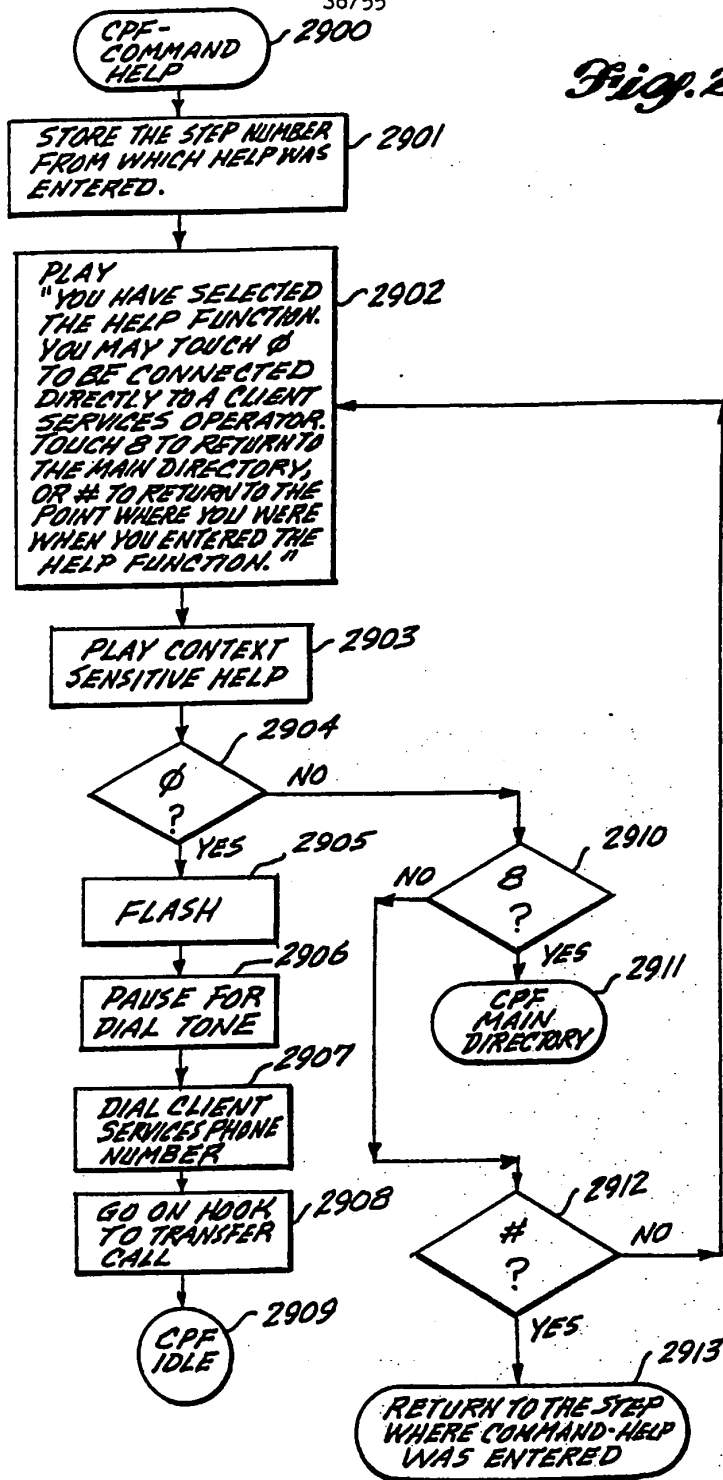 38/55
CPF-
COMMAND
HELP
2900
Fig. 2
STORE THE STEP NUMBER
FROM WHICH HELP WAS
ENTERED.
2901
PLAY
"YOU HAVE SELECTED
THE HELP FUNCTION.
YOU MAY TOUCH Ø
TO BE CONNECTED
DIRECTLY TO A CLIENT
SERVICES OPERATOR.
TOUCH 8 TO RETURN TO
THE MAIN DIRECTORY,
OR # TO RETURN TO THE
POINT WHERE YOU WERE
WHEN YOU ENTERED THE
HELP FUNCTION."
2902
PLAY CONTEXT
SENSITIVE HELP
2903
Ø
?
2904
NO
YES
FLASH
2905
PAUSE FOR
DIAL TONE
2906
DIAL CLIENT
SERVICES PHONE
NUMBER
2907
GO ON HOOK
TO TRANSFER
CALL
2908
CPF
IDLE
2909
8
?
2910
NO
YES
CPF
MAIN
DIRECTORY
2911
#
?
2912
NO
YES
RETURN TO THE STEP
WHERE COMMAND-HELP
WAS ENTERED
2913